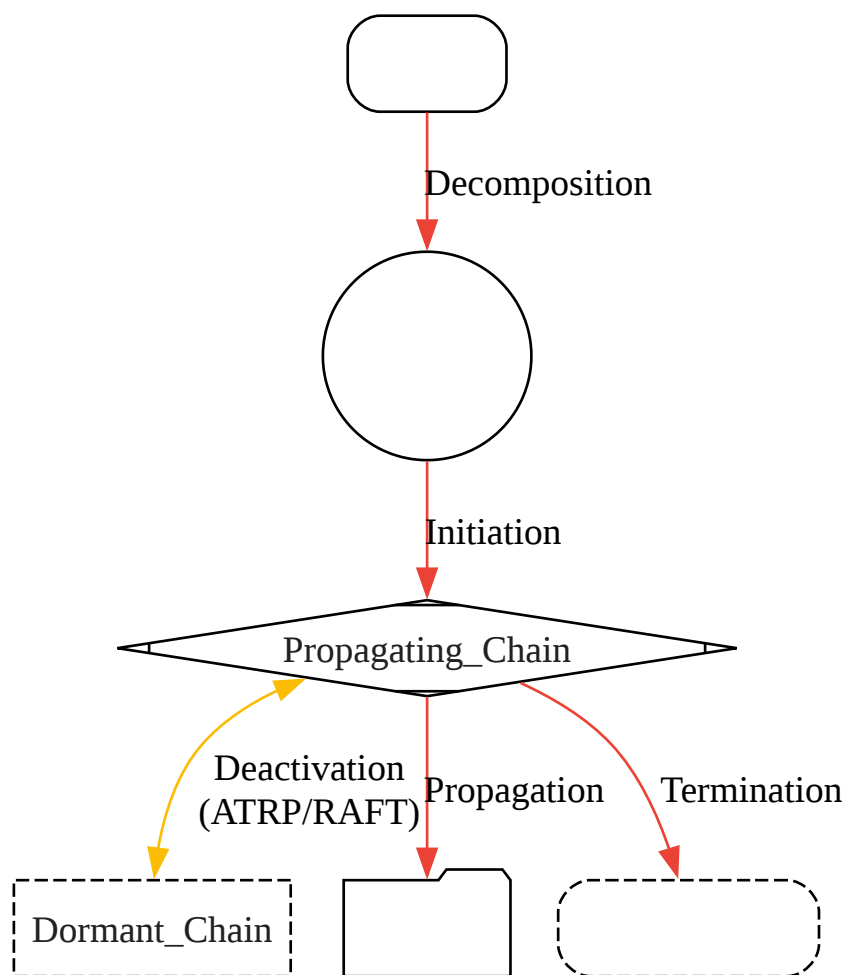 Decomposition
Initiation
Propagating_Chain
Deactivation
(ATRP/RAFT)
Propagation
Termination
Dormant_Chain